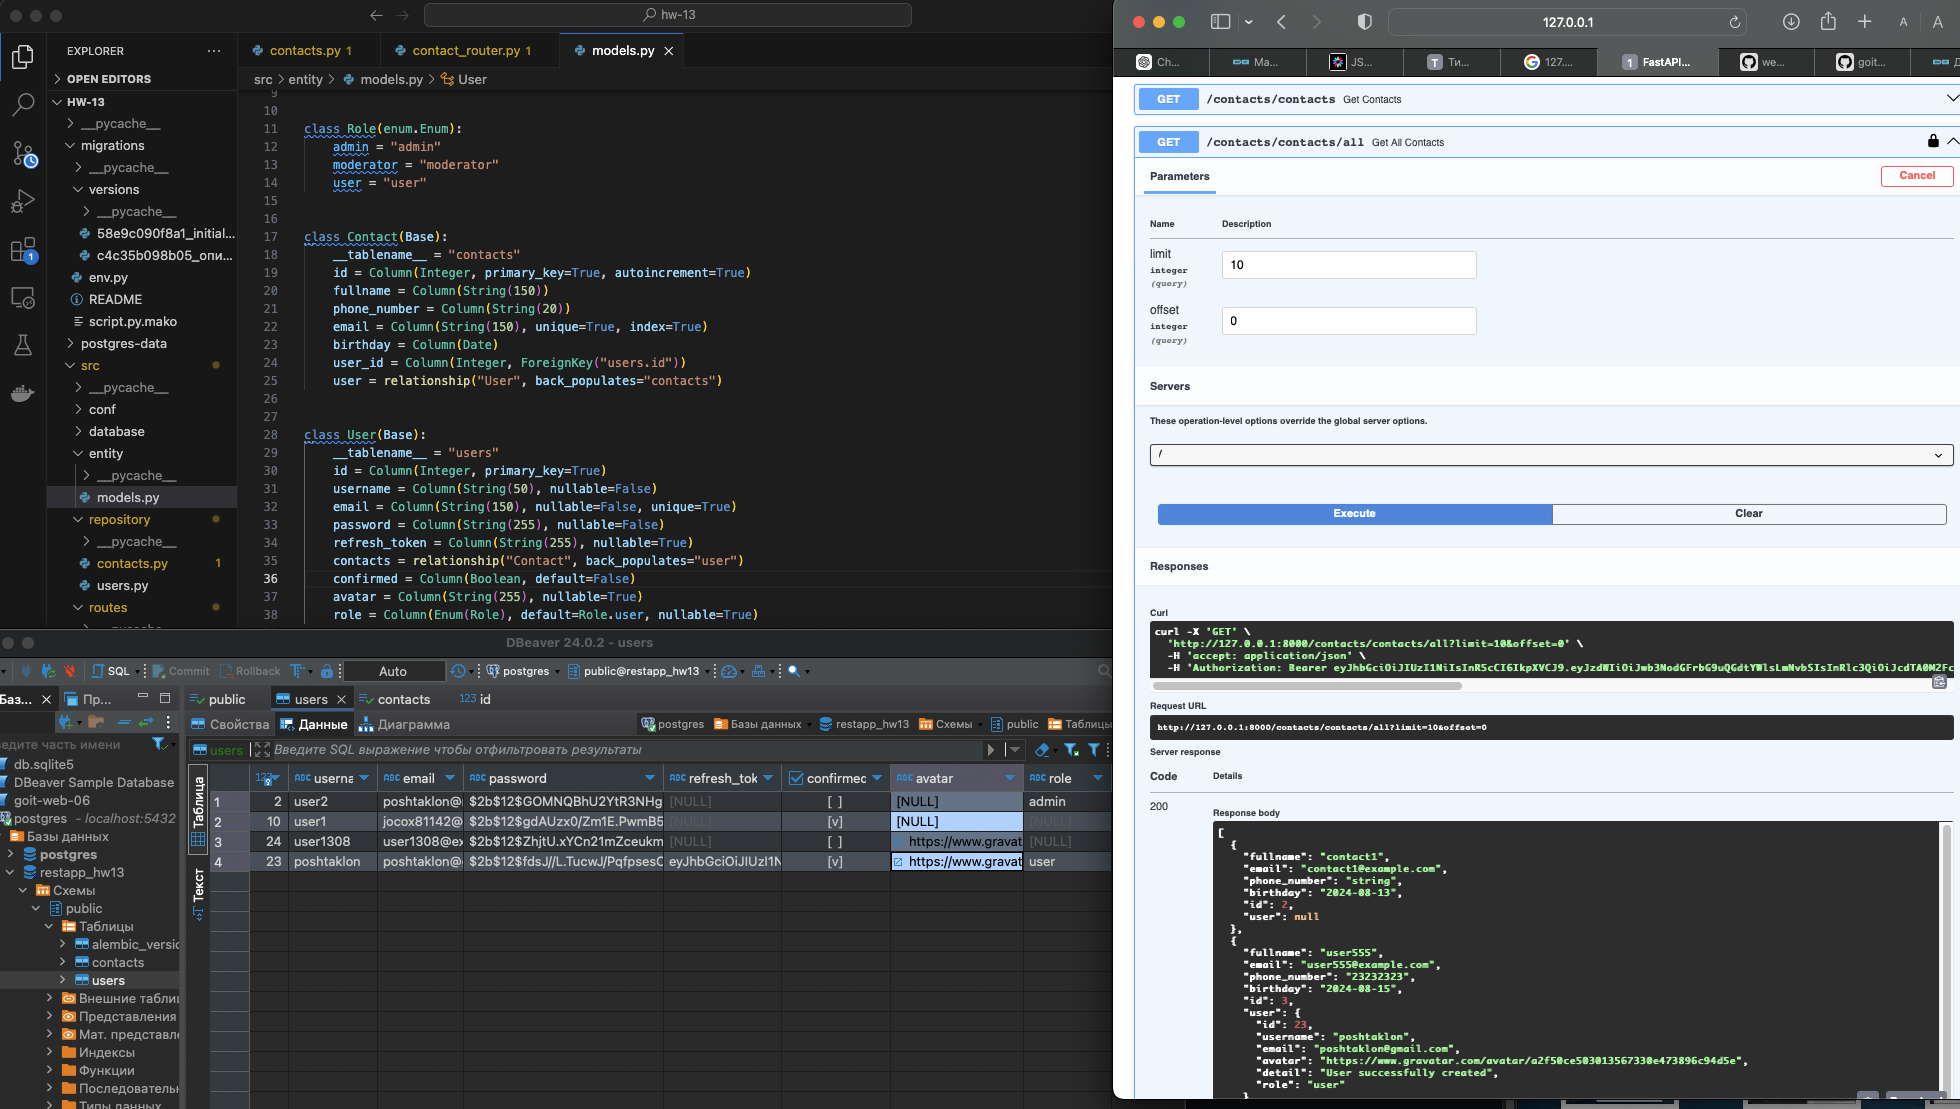 hw-13
EXPLORER
OPEN EDITORS
HW-13
__pycache__
migrations
__pycache__
versions
__pycache__
58e9c090f8a1_initial...
c4c35b098b05_опи...
env.py
README
script.py.mako
postgres-data
src
__pycache__
conf
database
entity
__pycache__
models.py
repository
__pycache__
contacts.py 1
users.py
routes
contacts.py 1
contact_router.py 1
models.py
src > entity > models.py > User
9
10
11 class Role(enum.Enum):
12 admin = "admin"
13 moderator = "moderator"
14 user = "user"
15
16
17 class Contact(Base):
18 __tablename__ = "contacts"
19 id = Column(Integer, primary_key=True, autoincrement=True)
20 fullname = Column(String(150))
21 phone_number = Column(String(20))
22 email = Column(String(150), unique=True, index=True)
23 birthday = Column(Date)
24 user_id = Column(Integer, ForeignKey("users.id"))
25 user = relationship("User", back_populates="contacts")
26
27
28 class User(Base):
29 __tablename__ = "users"
30 id = Column(Integer, primary_key=True)
31 username = Column(String(50), nullable=False)
32 email = Column(String(150), nullable=False, unique=True)
33 password = Column(String(255), nullable=False)
34 refresh_token = Column(String(255), nullable=True)
35 contacts = relationship("Contact", back_populates="user")
36 confirmed = Column(Boolean, default=False)
37 avatar = Column(String(255), nullable=True)
38 role = Column(Enum(Role), default=Role.user, nullable=True)
DBeaver 24.0.2 - users
SQL Commit Rollback Auto postgres public@restapp_hw13
Баз... Пр...
public users contacts 123 id
Свойства Данные Диаграмма
postgres Базы данных restapp_hw13 Схемы public Таблицы
users Введите SQL выражение чтобы отфильтровать результаты
едите часть имени
db.sqlite5
DBeaver Sample Database
goit-web-06
postgres - localhost:5432
Базы данных
postgres
restapp_hw13
Схемы
public
Таблицы
alembic_versic
contacts
users
Внешние таблиц
Представления
Мат. представле
Индексы
Функции
Последователь
Типы данных
Таблица
Текст
userna email password refresh_tok confirmed avatar role
1 2 user2 poshtaklon@ $2b$12$GOMNQBhU2YtR3NHg [NULL] [ ] [NULL] admin
2 10 user1 jocox81142@ $2b$12$gdAUzx0/Zm1E.PwmB5 [NULL] [v] [NULL] [NULL]
3 24 user1308 user1308@ex $2b$12$ZhjtU.xYCn21mZceukm [NULL] [ ] https://www.gravat [NULL]
4 23 poshtaklon poshtaklon@ eyJhbGciOiJIUzI1N [v] https://www.gravat user
127.0.0.1
Ch... Ma... JS... Ти... 127.... FastAPI... we... goit...
GET /contacts/contacts Get Contacts
GET /contacts/contacts/all Get All Contacts
Parameters
Cancel
Name Description
limit
integer
(query)
10
offset
integer
(query)
0
Servers
These operation-level options override the global server options.
/
Execute
Clear
Responses
Curl
curl -X 'GET' \
'http://127.0.0.1:8000/contacts/contacts/all?limit=10&offset=0' \
-H 'accept: application/json' \
-H 'Authorization: Bearer
Request URL
http://127.0.0.1:8000/contacts/contacts/all?limit=10&offset=0
Server response
Code Details
200
Response body
[
{
"fullname": "contact1",
"email": "contact1@example.com",
"phone_number": "string",
"birthday": "2024-08-13",
"id": 2,
"user": null
},
{
"fullname": "user555",
"email": "user555@example.com",
"phone_number": "23232323",
"birthday": "2024-08-15",
"id": 3,
"user": {
"id": 23,
"username": "poshtaklon",
"email": "poshtaklon@gmail.com",
"avatar": "https://www.gravatar.com/avatar/a2f50ce503013567330e473896c94d5e",
"detail": "User successfully created",
"role": "user"
}